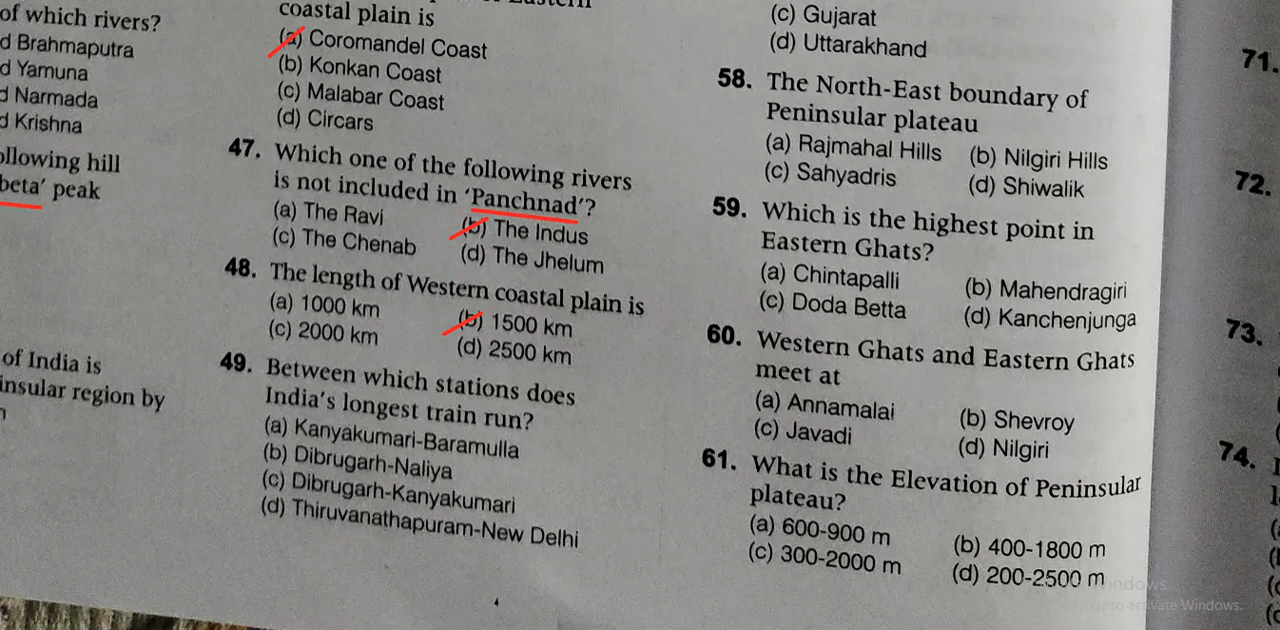 of which rivers?
d Brahmaputra
d Yamuna
d Narmada
d Krishna
ollowing hill
beta' peak
of India is
insular region by
coastal plain is
(a) Coromandel Coast
(b) Konkan Coast
(c) Malabar Coast
(d) Circars
47. Which one of the following rivers
is not included in 'Panchnad'?
(a) The Ravi (b) The Indus
(c) The Chenab (d) The Jhelum
48. The length of Western coastal plain is
(a) 1000 km (b) 1500 km
(c) 2000 km (d) 2500 km
49. Between which stations does
India's longest train run?
(a) Kanyakumari-Baramulla
(b) Dibrugarh-Naliya
(c) Dibrugarh-Kanyakumari
(d) Thiruvanathapuram-New Delhi
(c) Gujarat
(d) Uttarakhand
58. The North-East boundary of
Peninsular plateau
(a) Rajmahal Hills (b) Nilgiri Hills
(c) Sahyadris (d) Shiwalik
59. Which is the highest point in
Eastern Ghats?
(a) Chintapalli (b) Mahendragiri
(c) Doda Betta (d) Kanchenjunga
60. Western Ghats and Eastern Ghats
meet at
(a) Annamalai (b) Shevroy
(c) Javadi (d) Nilgiri
61. What is the Elevation of Peninsular
plateau?
(a) 600-900 m (b) 400-1800 m
(c) 300-2000 m (d) 200-2500 m
71.
72.
73.
74.
indows
to activate Windows.